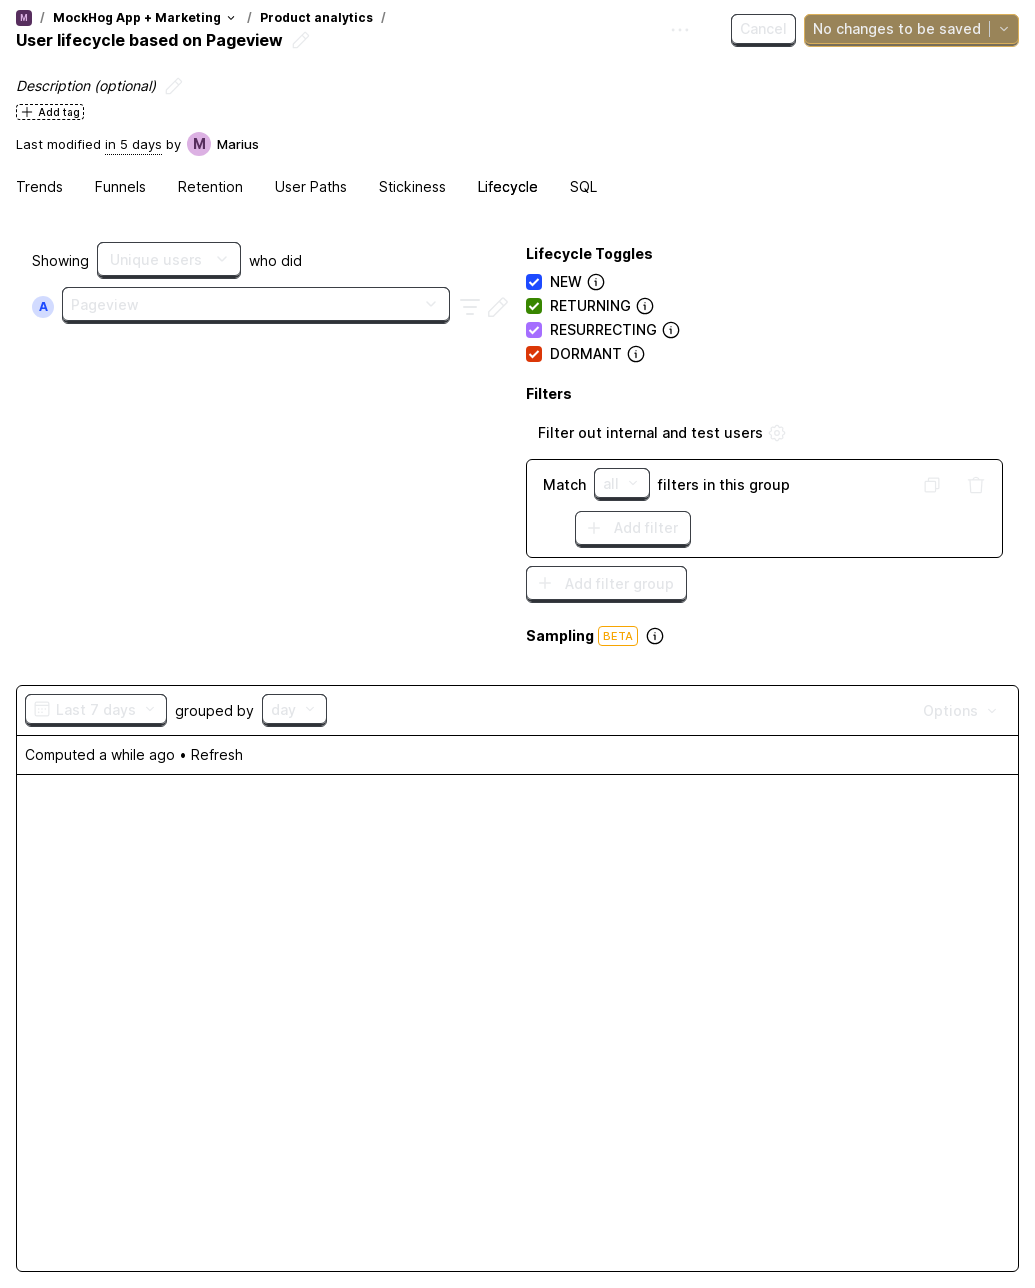 M / MockHog App + Marketing / Product analytics /
User lifecycle based on Pageview
Cancel
No changes to be saved
Description (optional)
Add tag
Last modified in 5 days by M Marius
Trends Funnels Retention User Paths Stickiness Lifecycle SQL
Showing Unique users who did
A Pageview
Lifecycle Toggles
NEW
RETURNING
RESURRECTING
DORMANT
Filters
Filter out internal and test users
Match all filters in this group
Add filter
Add filter group
Sampling BETA
Last 7 days grouped by day Options
Computed a while ago • Refresh